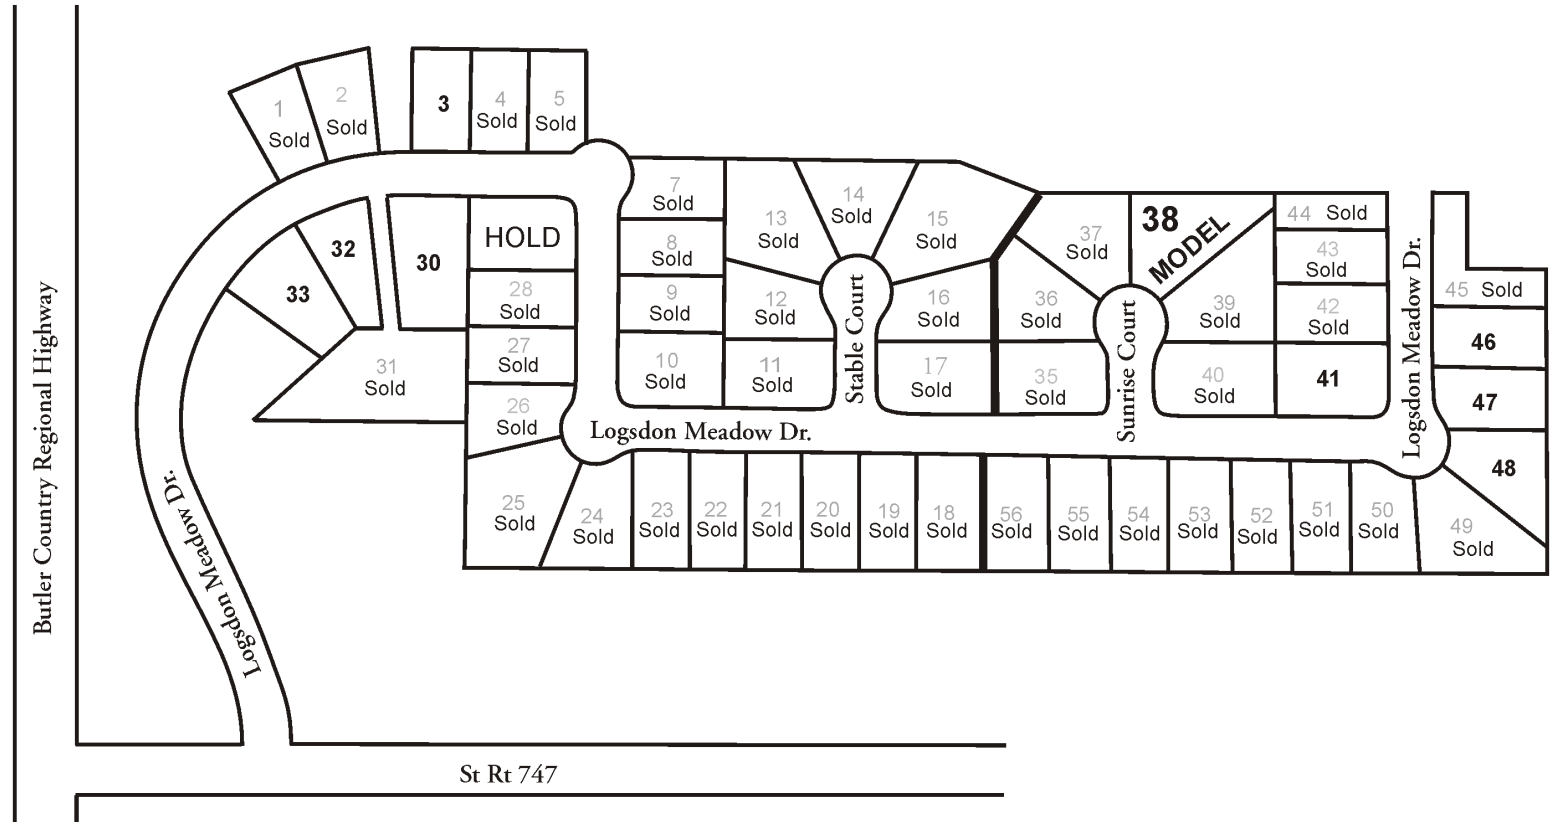 1
Sold
2
Sold
3
4
Sold
5
Sold
7
Sold
8
Sold
9
Sold
10
Sold
13
Sold
14
Sold
15
Sold
12
Sold
11
Sold
16
Sold
17
Sold
37
Sold
38
MODEL
36
Sold
35
Sold
39
Sold
40
Sold
44 Sold
43
Sold
42
Sold
41
45 Sold
46
47
48
49
Sold
33
32
30
31
Sold
HOLD
28
Sold
27
Sold
26
Sold
25
Sold
24
Sold
23
Sold
22
Sold
21
Sold
20
Sold
19
Sold
18
Sold
56
Sold
55
Sold
54
Sold
53
Sold
52
Sold
51
Sold
50
Sold
Stable Court
Sunrise Court
Logsdon Meadow Dr.
Logsdon Meadow Dr.
Logsdon Meadow Dr.
Butler Country Regional Highway
St Rt 747